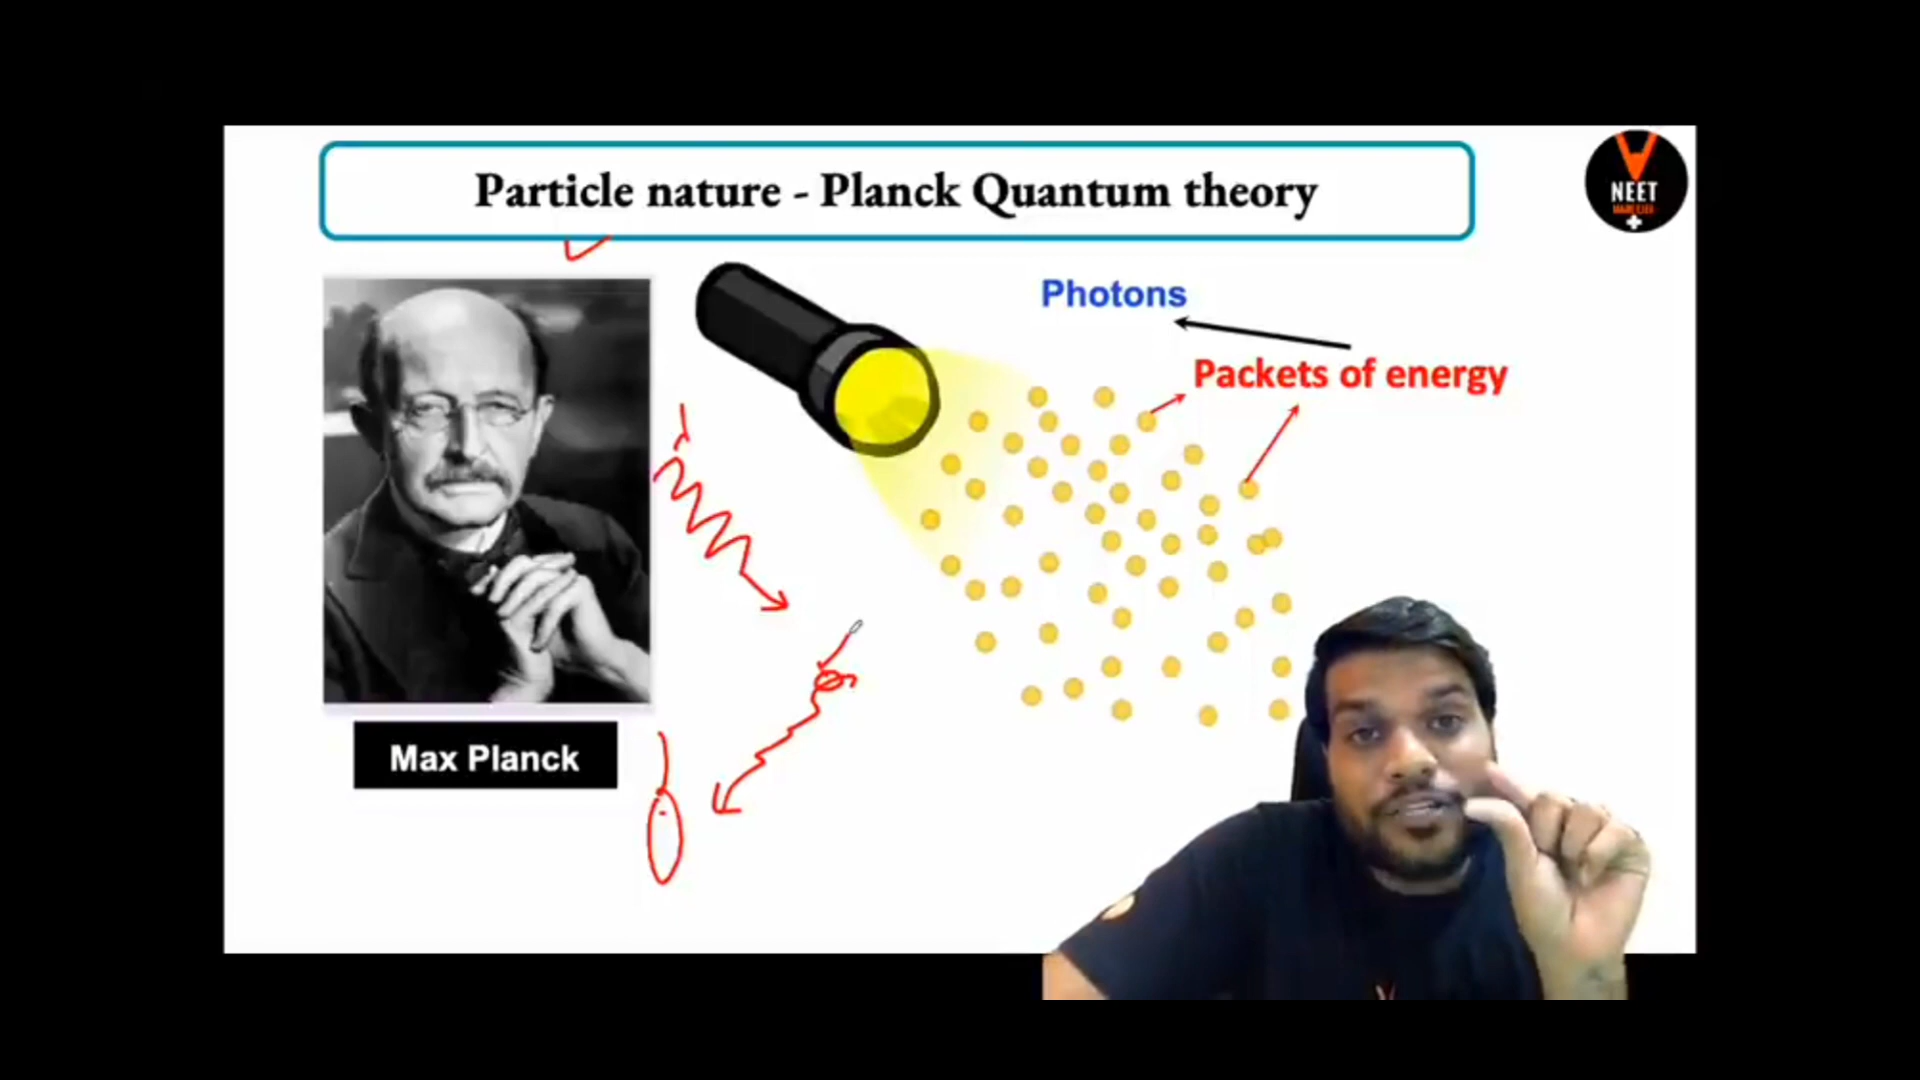 Particle nature - Planck Quantum theory
NEET
Photons
Packets of energy
Max Planck